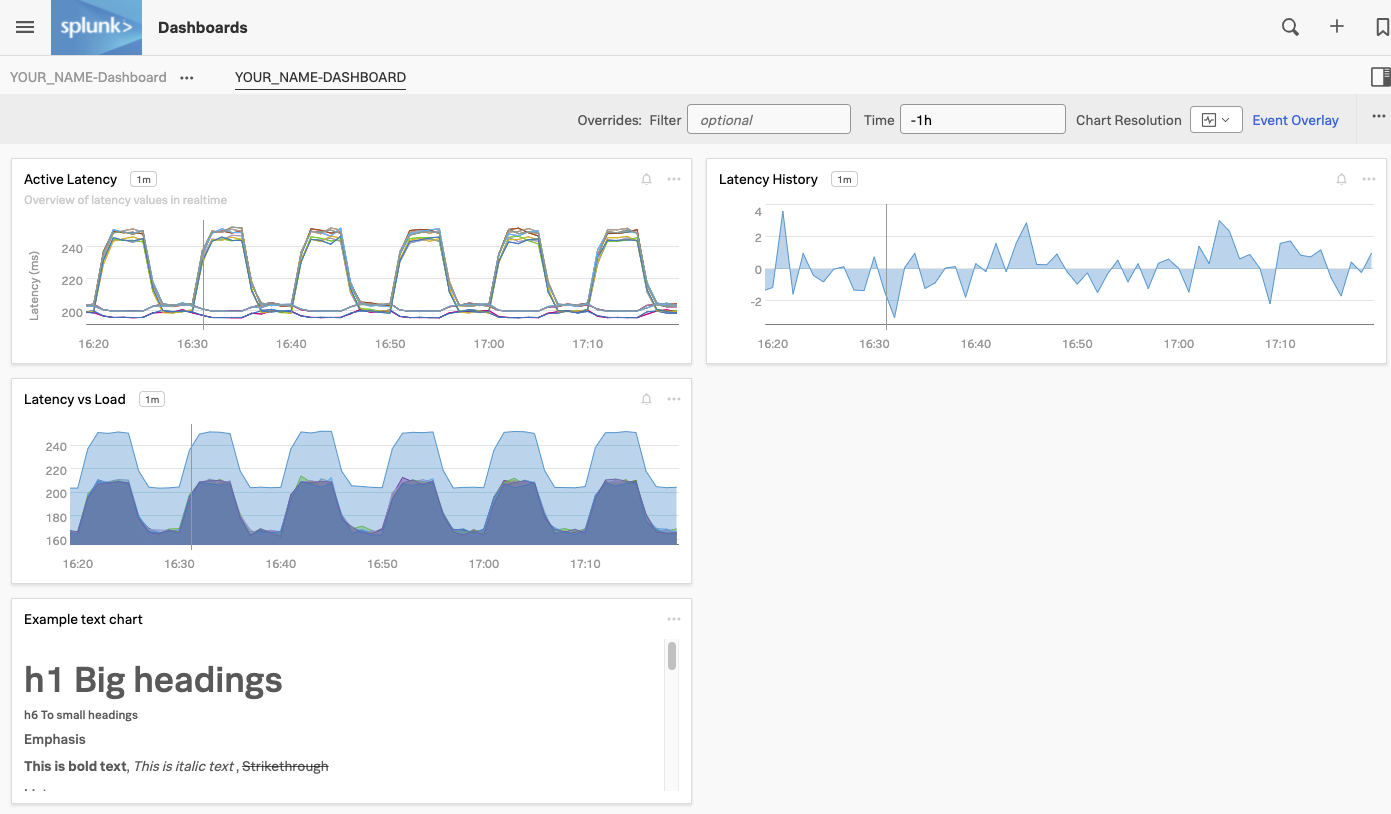 splunk> Dashboards
YOUR_NAME-Dashboard ••• YOUR_NAME-DASHBOARD
Overrides: Filter optional Time -1h Chart Resolution Event Overlay •••
Active Latency 1m
Overview of latency values in realtime
Latency (ms)
240
220
200
16:20 16:30 16:40 16:50 17:00 17:10
Latency History 1m
4
2
0
-2
16:20 16:30 16:40 16:50 17:00 17:10
Latency vs Load 1m
240
220
200
180
160
16:20 16:30 16:40 16:50 17:00 17:10
Example text chart
h1 Big headings
h6 To small headings
Emphasis
This is bold text, This is italic text , Strikethrough